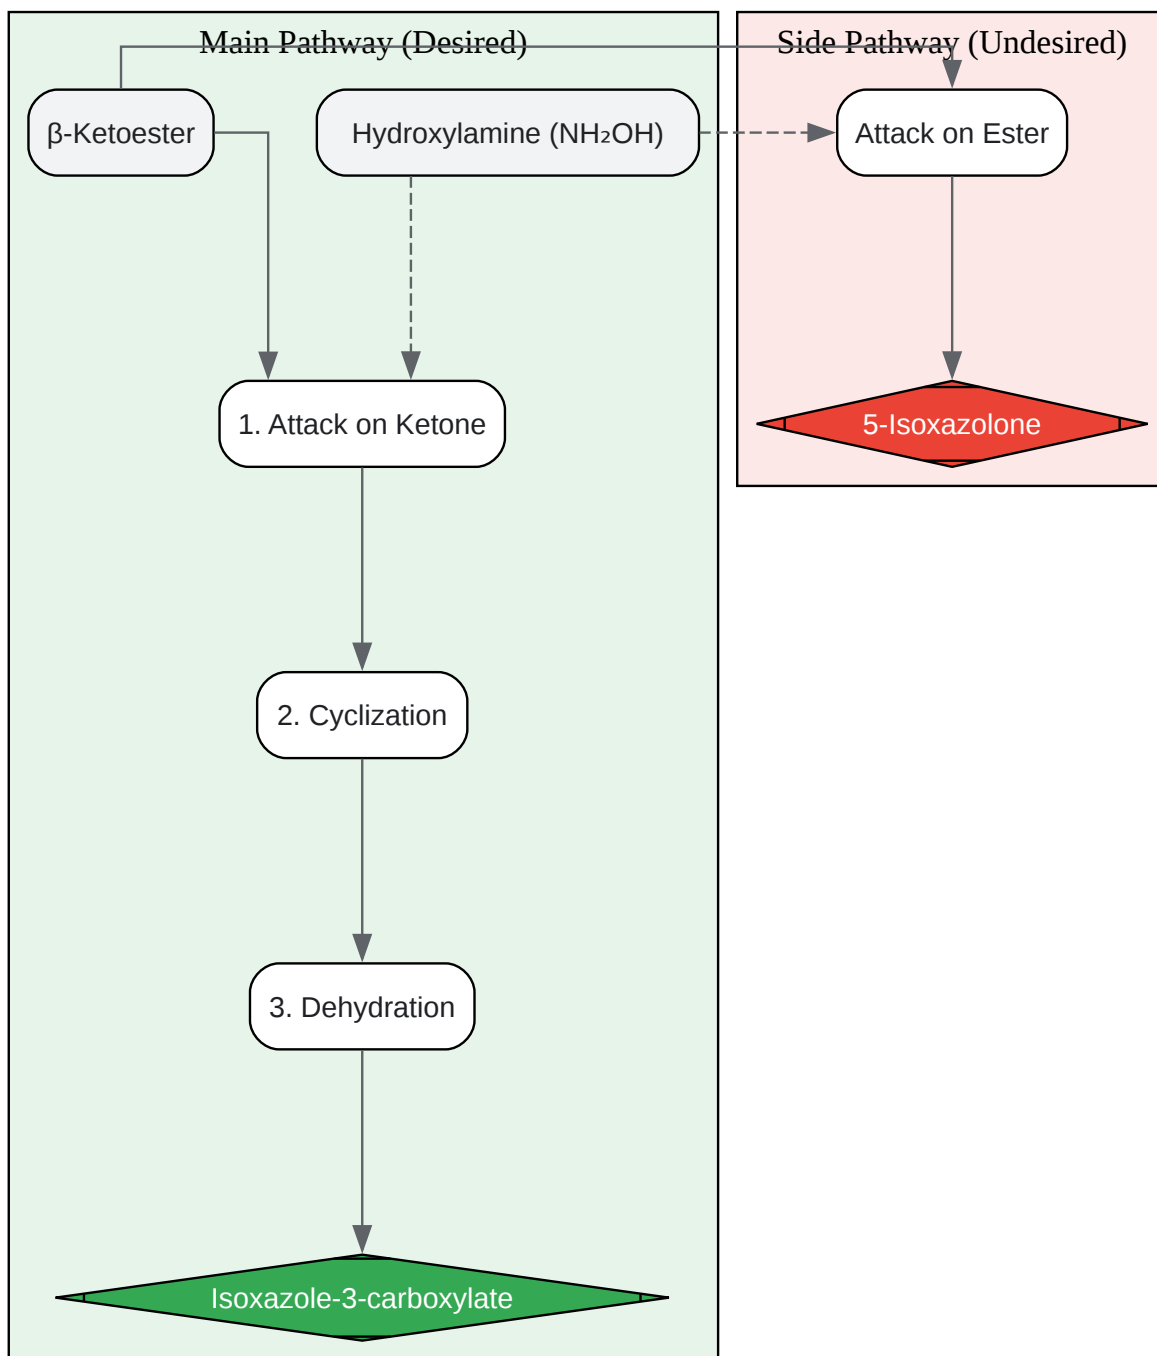 Main Pathway (Desired)
Side Pathway (Undesired)
β-Ketoester
Hydroxylamine (NH₂OH)
Attack on Ester
1. Attack on Ketone
5-Isoxazolone
2. Cyclization
3. Dehydration
Isoxazole-3-carboxylate